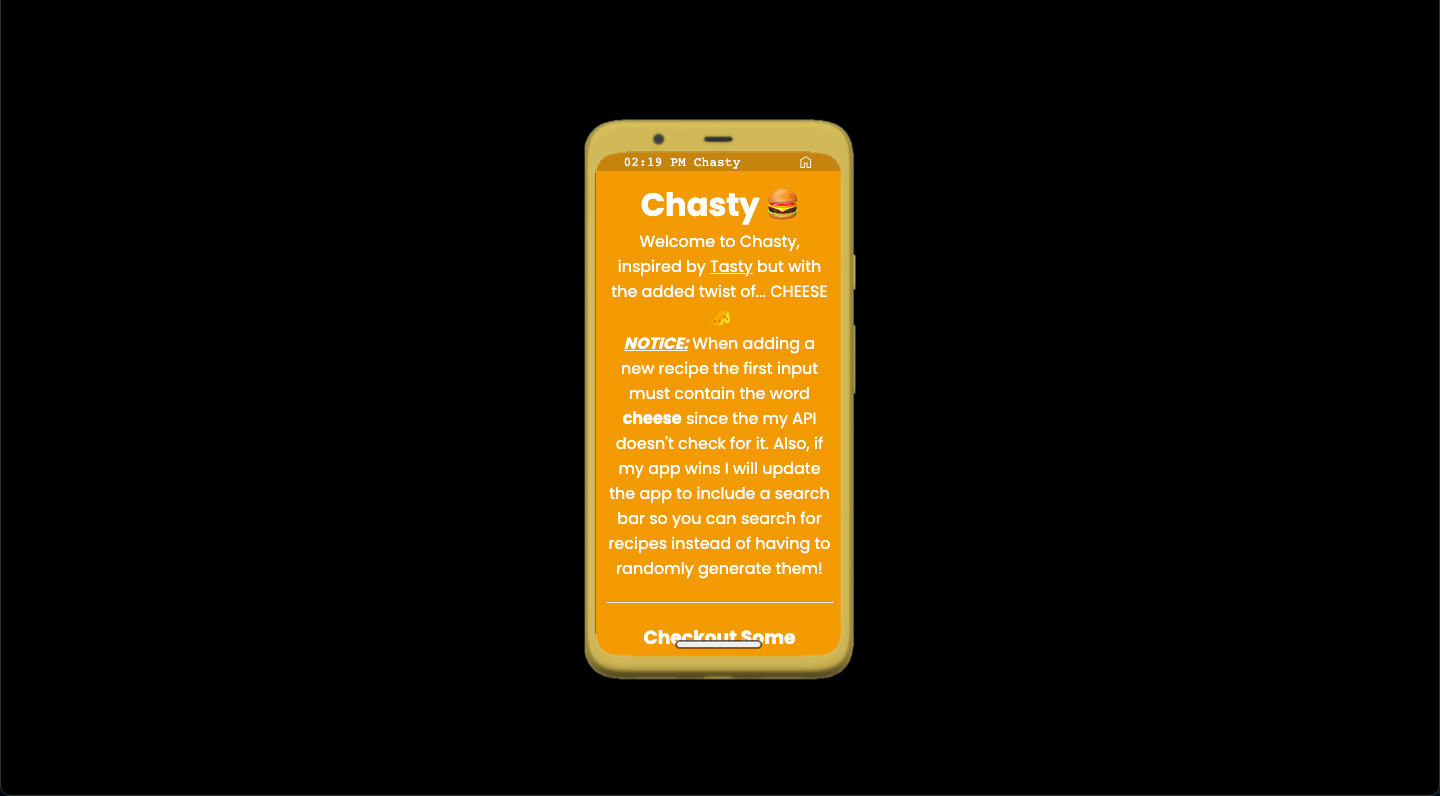 02:19 PM Chasty
Chasty 🍔
Welcome to Chasty,
inspired by Tasty but with
the added twist of... CHEESE
🧀
NOTICE: When adding a
new recipe the first input
must contain the word
cheese since the my API
doesn't check for it. Also, if
my app wins I will update
the app to include a search
bar so you can search for
recipes instead of having to
randomly generate them!
Checkout Some